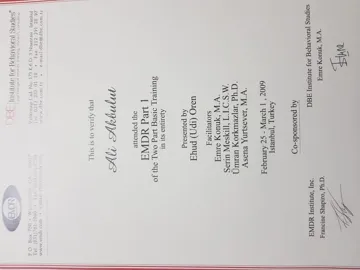 DBE Institute for Behavioral Studies
This is to verify that
Ali Akbulut
attended the
EMDR Part 1
of the Two Part Basic Training
in its entirety
Presented by
Ehud (Udi) Oren
Facilitators
Emre Konuk, M.A.
Serin Meskill, L.I.C.S.W.
Ümran Korkmazlar, Ph.D.
Asena Yurtsever, M.A.
February 25 - March 1, 2009
Istanbul, Turkey
Co-sponsored by
EMDR Institute, Inc.
Francine Shapiro, Ph.D.
DBE Institute for Behavioral Studies
Emre Konuk, M.A.
EMDR